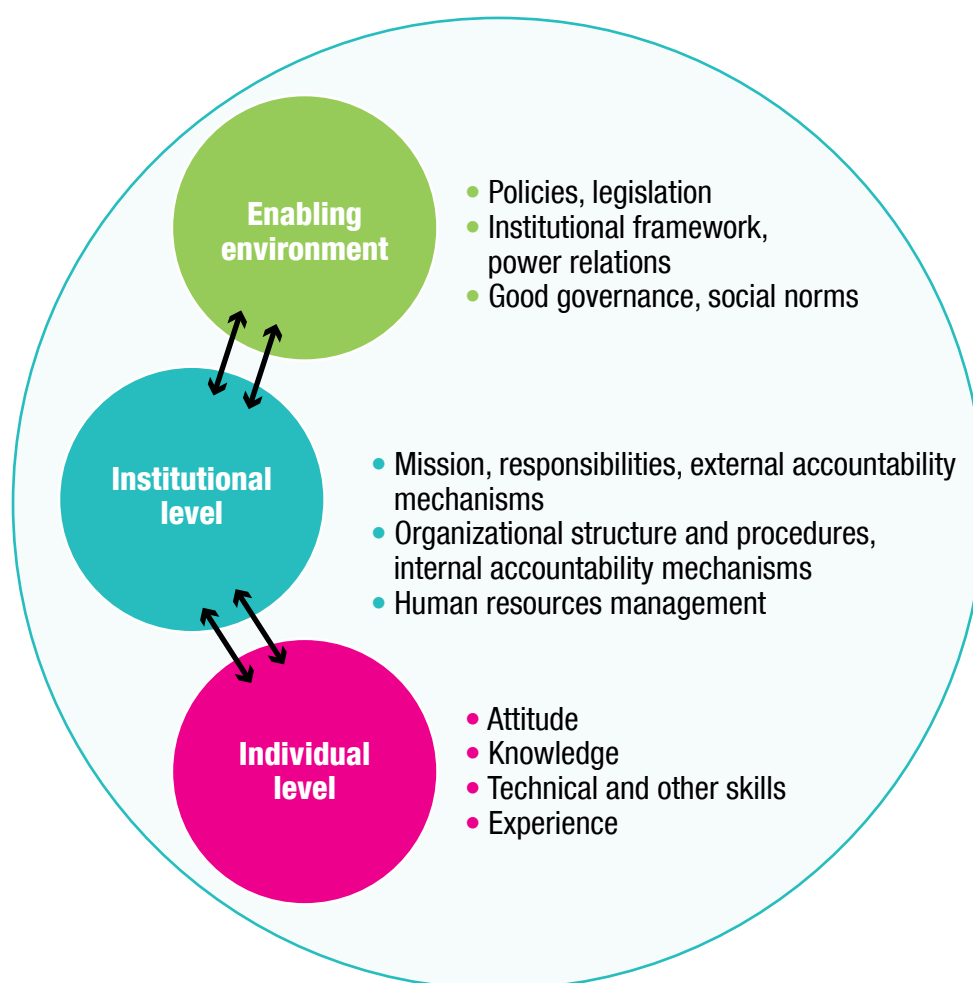 Enabling
environment
• Policies, legislation
• Institutional framework,
power relations
• Good governance, social norms
Institutional
level
• Mission, responsibilities, external accountability
mechanisms
• Organizational structure and procedures,
internal accountability mechanisms
• Human resources management
Individual
level
• Attitude
• Knowledge
• Technical and other skills
• Experience